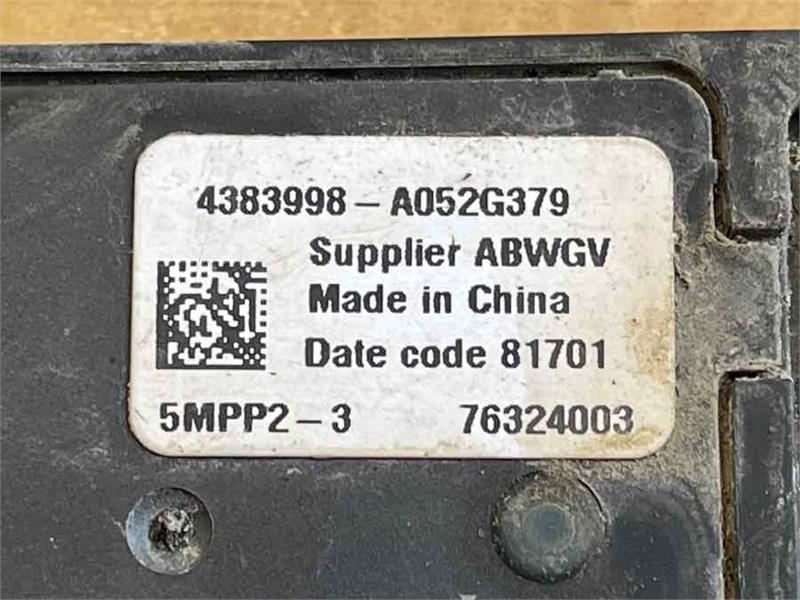 4383998-A052G379
Supplier ABWGV
Made in China
Date code 81701
5MPP2-3 76324003